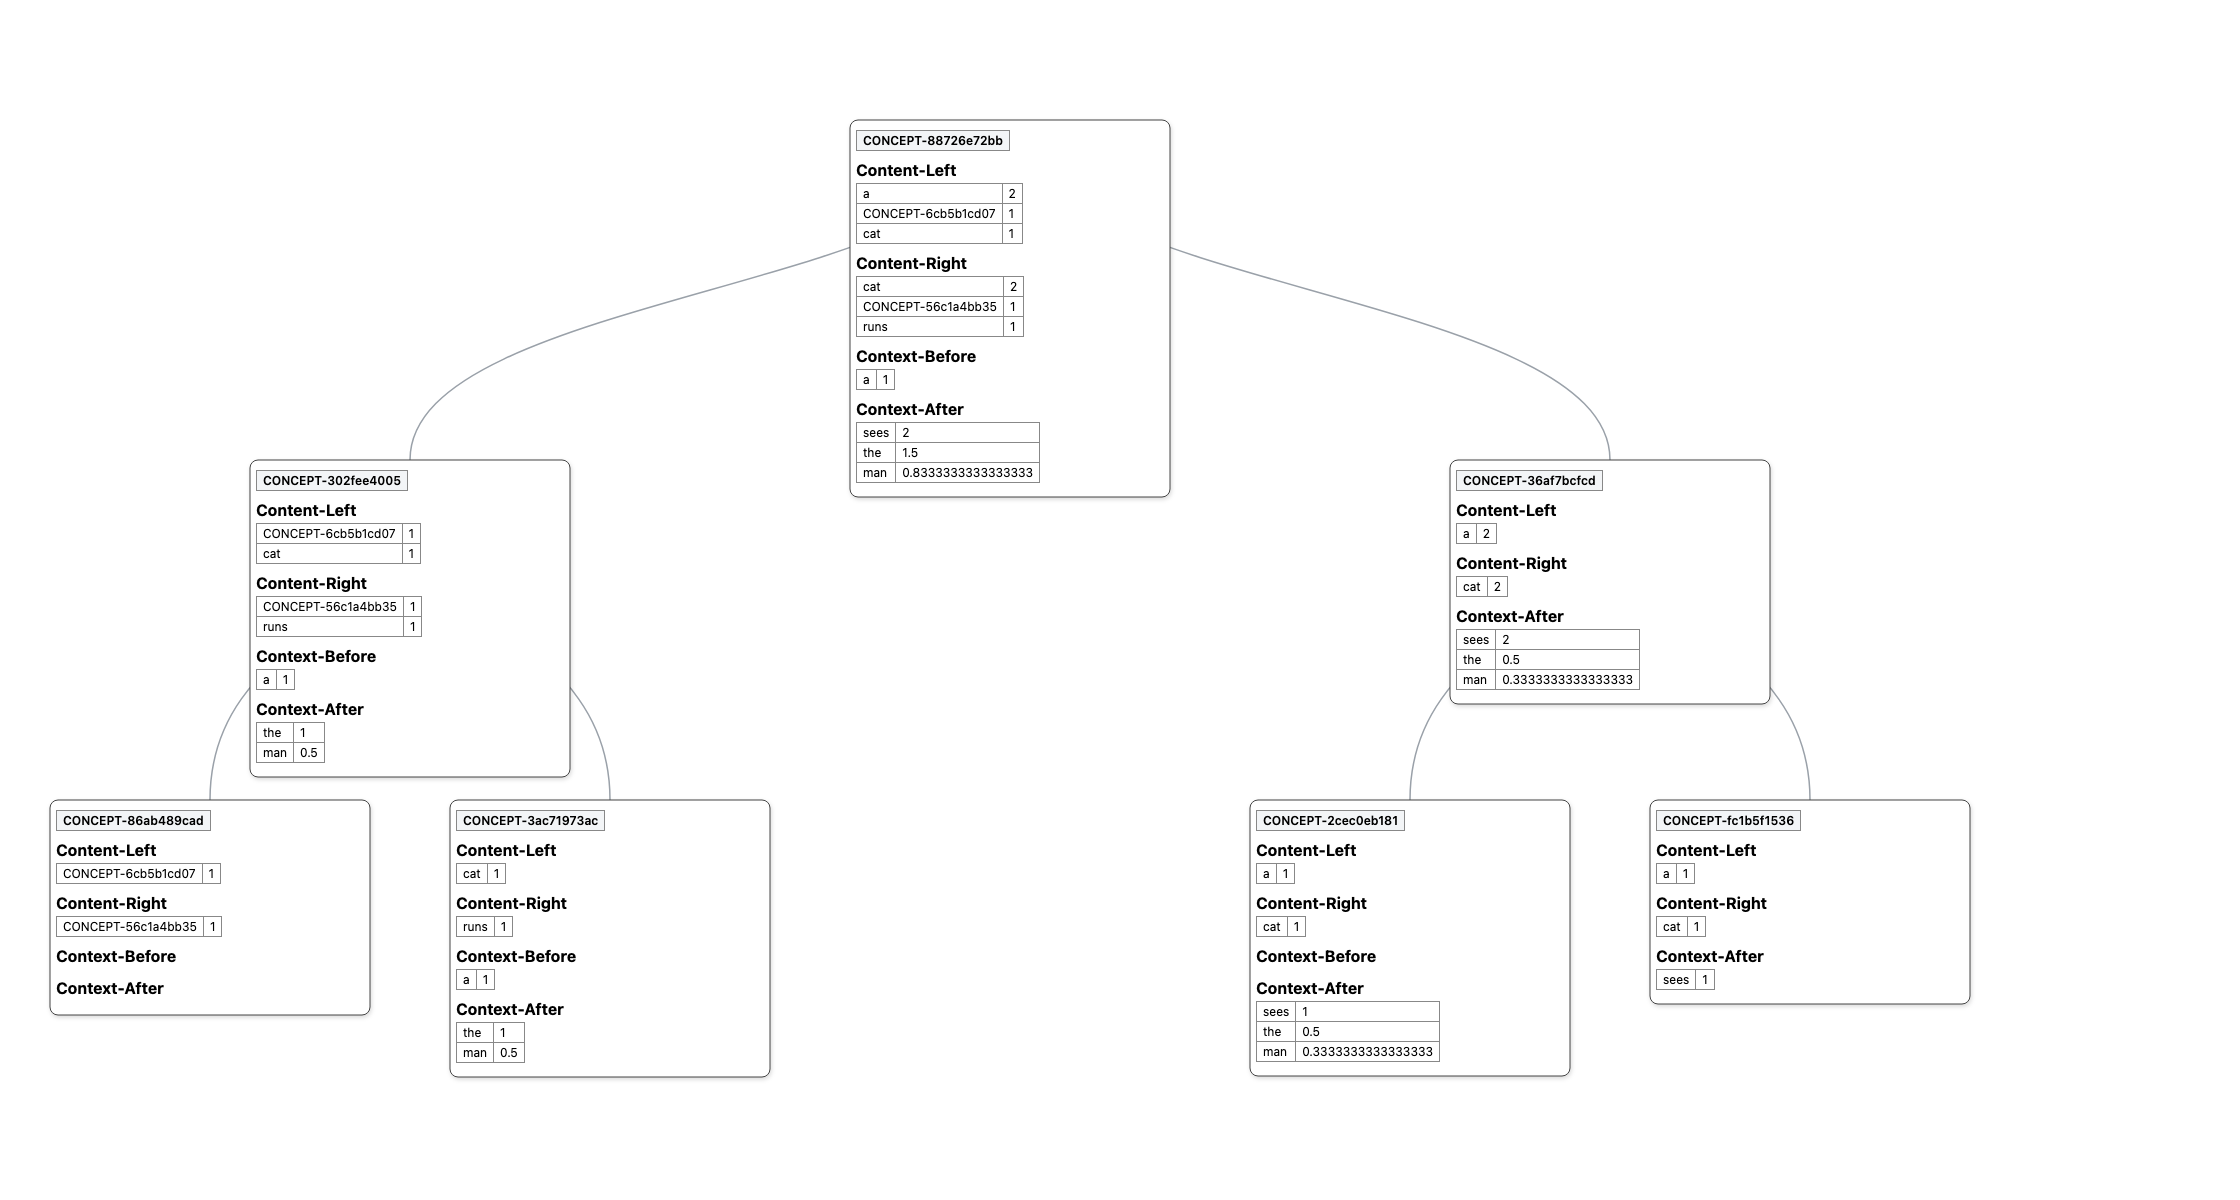 CONCEPT-88726e72bb
Content-Left
a 2
CONCEPT-6cb5b1cd07 1
cat 1
Content-Right
cat 2
CONCEPT-56c1a4bb35 1
runs 1
Context-Before
a 1
Context-After
sees 2
the 1.5
man 0.8333333333333333
CONCEPT-302fee4005
Content-Left
CONCEPT-6cb5b1cd07 1
cat 1
Content-Right
CONCEPT-56c1a4bb35 1
runs 1
Context-Before
a 1
Context-After
the 1
man 0.5
CONCEPT-36af7bcfcd
Content-Left
a 2
Content-Right
cat 2
Context-After
sees 2
the 0.5
man 0.3333333333333333
CONCEPT-86ab489cad
Content-Left
CONCEPT-6cb5b1cd07 1
Content-Right
CONCEPT-56c1a4bb35 1
Context-Before
Context-After
CONCEPT-3ac71973ac
Content-Left
cat 1
Content-Right
runs 1
Context-Before
a 1
Context-After
the 1
man 0.5
CONCEPT-2cec0eb181
Content-Left
a 1
Content-Right
cat 1
Context-Before
Context-After
sees 1
the 0.5
man 0.3333333333333333
CONCEPT-fc1b5f1536
Content-Left
a 1
Content-Right
cat 1
Context-After
sees 1